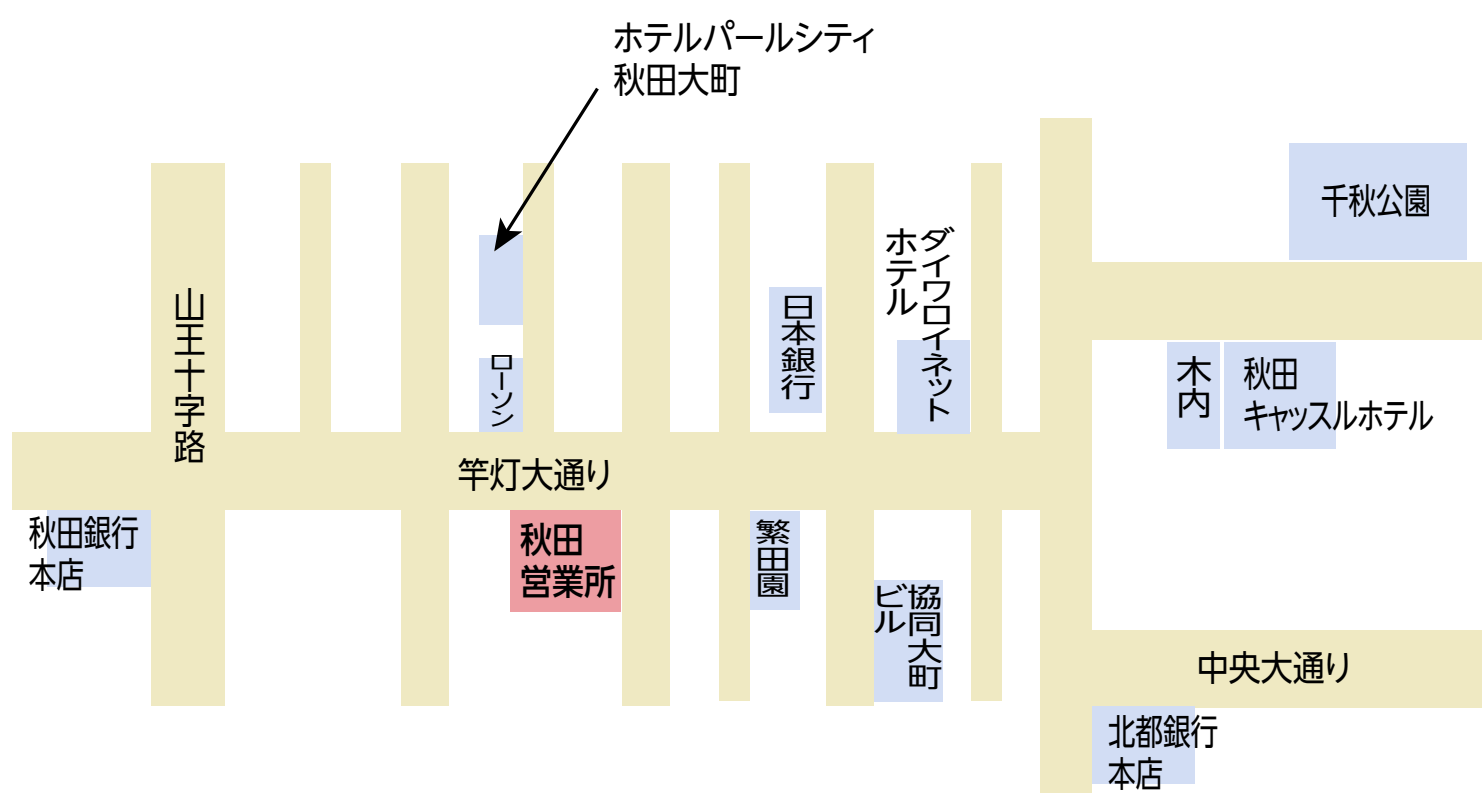 ホテルパールシティ
秋田大町
千秋公園
山王十字路
ローソン
日本銀行
ダイワロイネット
ホテル
木内
秋田
キャッスルホテル
竿灯大通り
秋田銀行
本店
秋田
営業所
繁田園
協同大町
ビル
中央大通り
北都銀行
本店